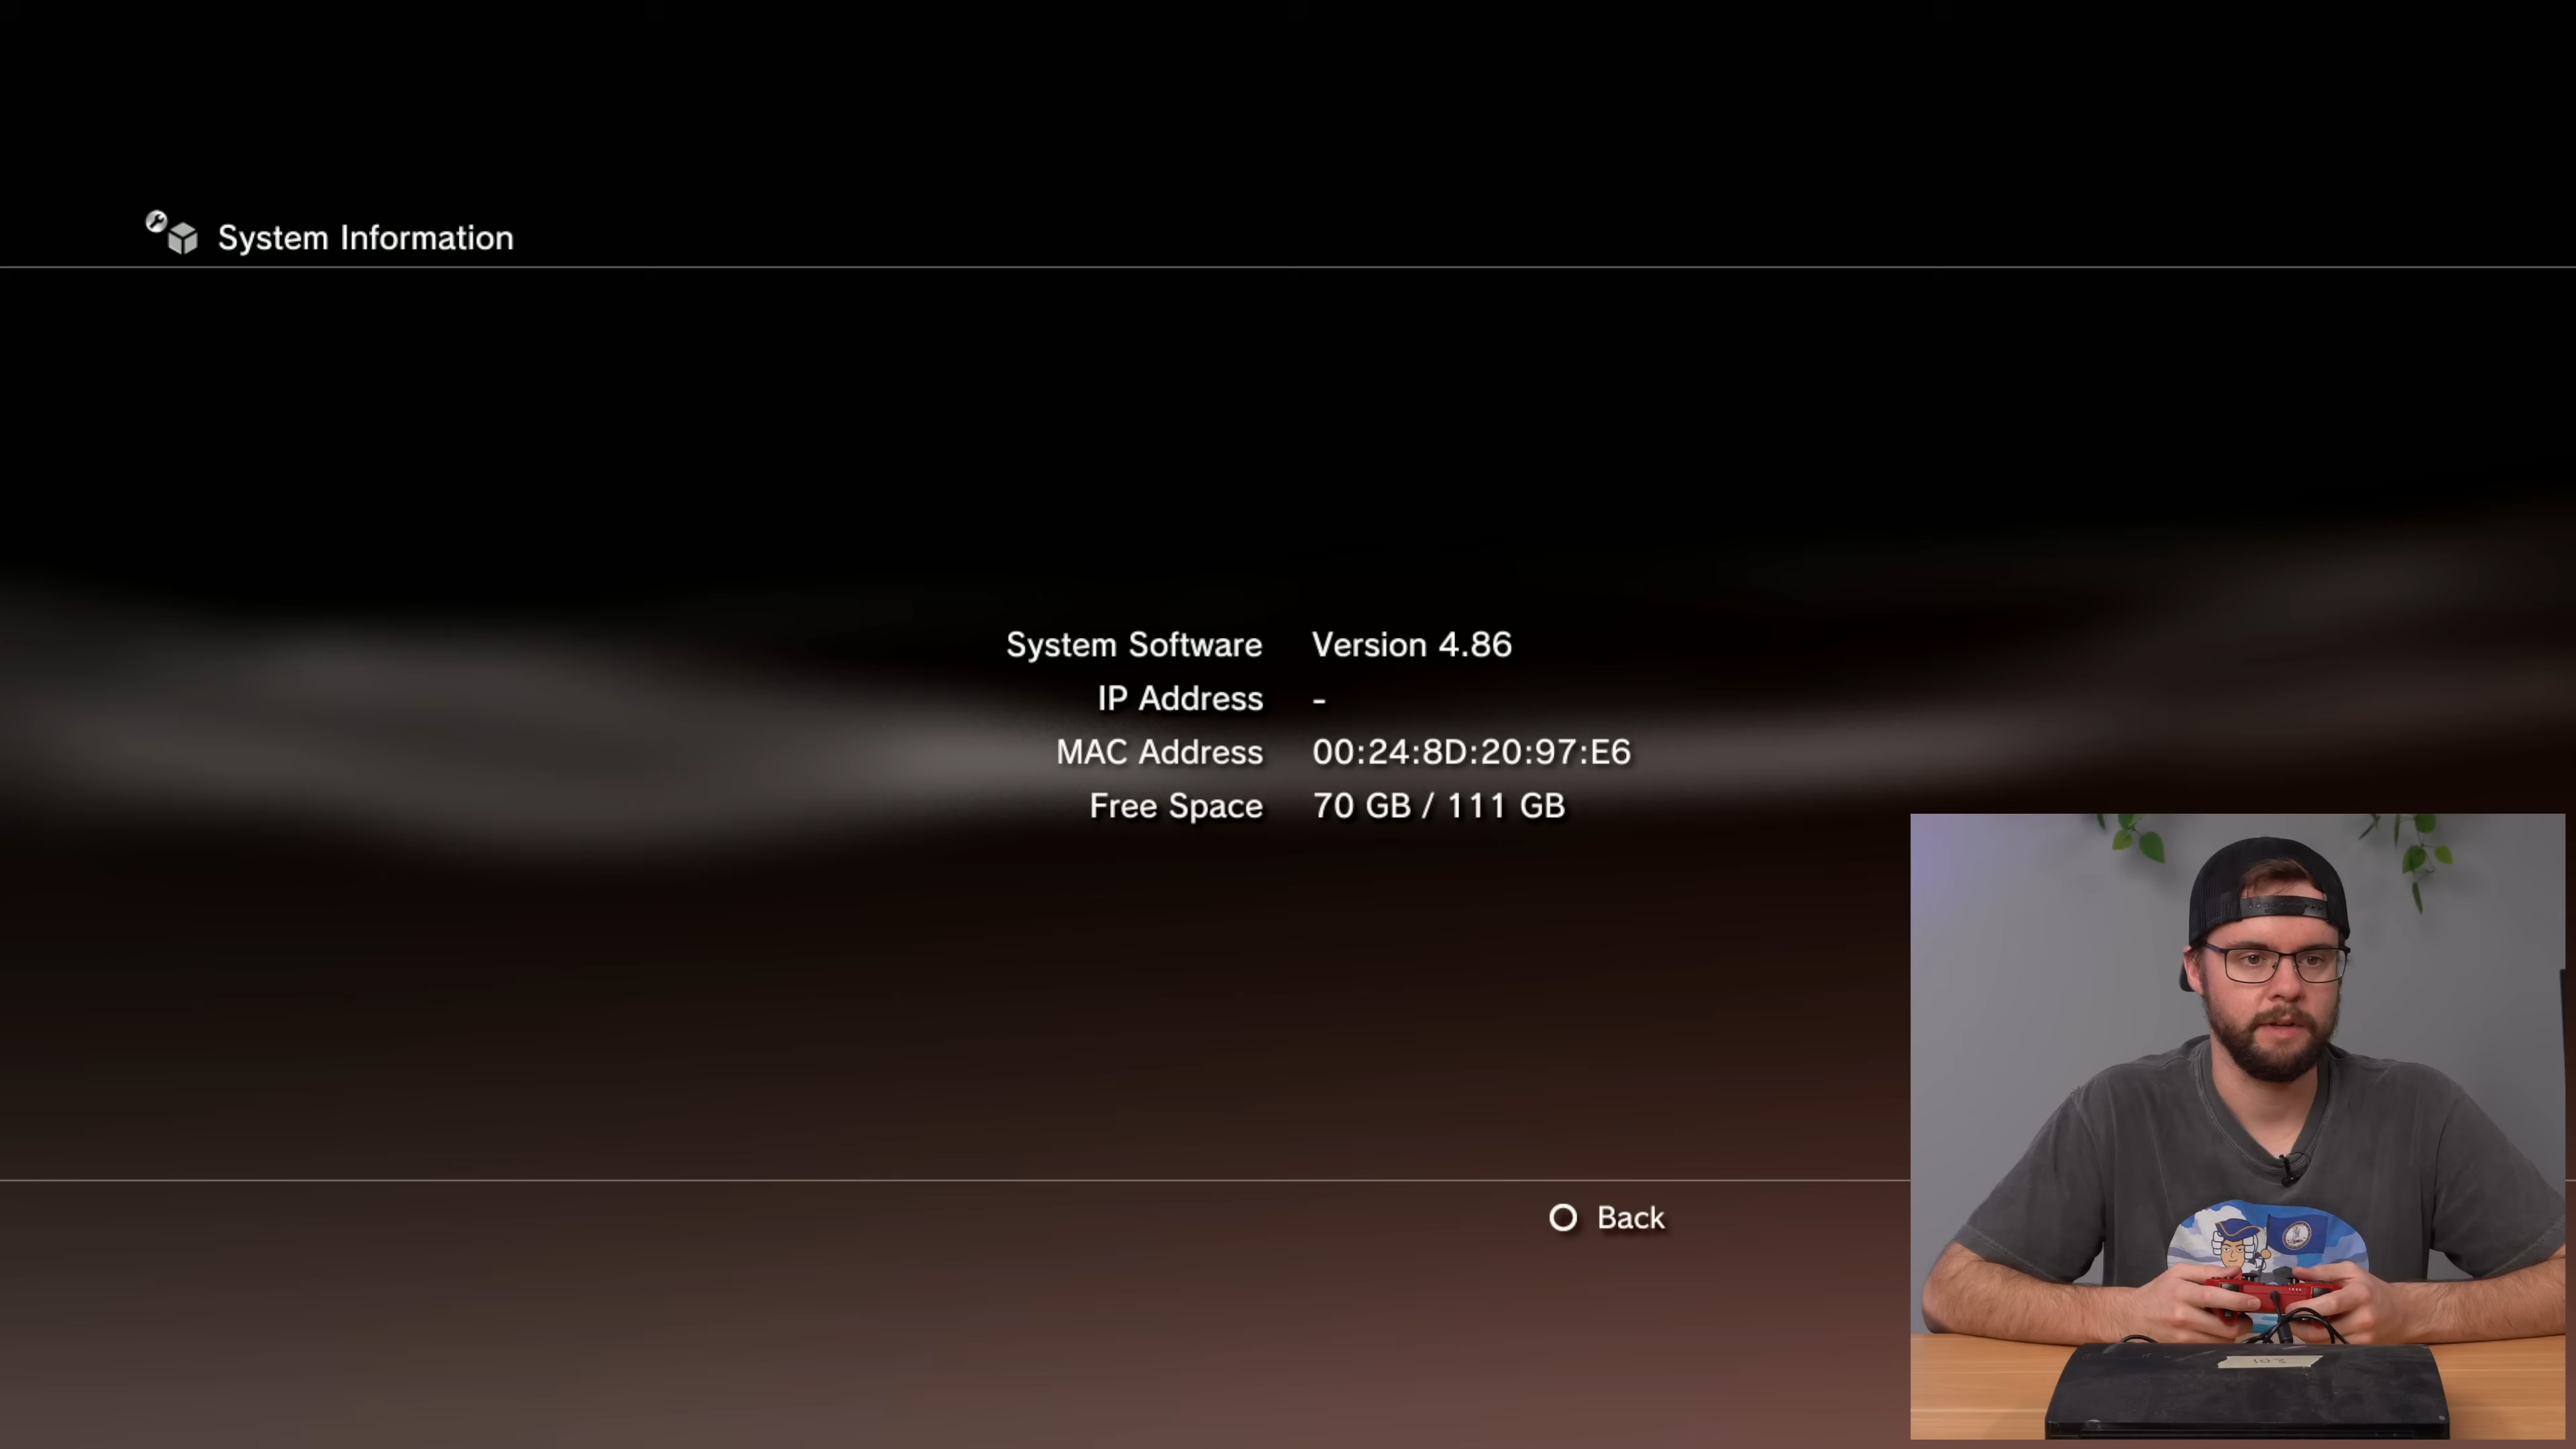 System Information
System Software Version 4.86
IP Address -
MAC Address 00:24:8D:20:97:E6
Free Space 70 GB / 111 GB
Back